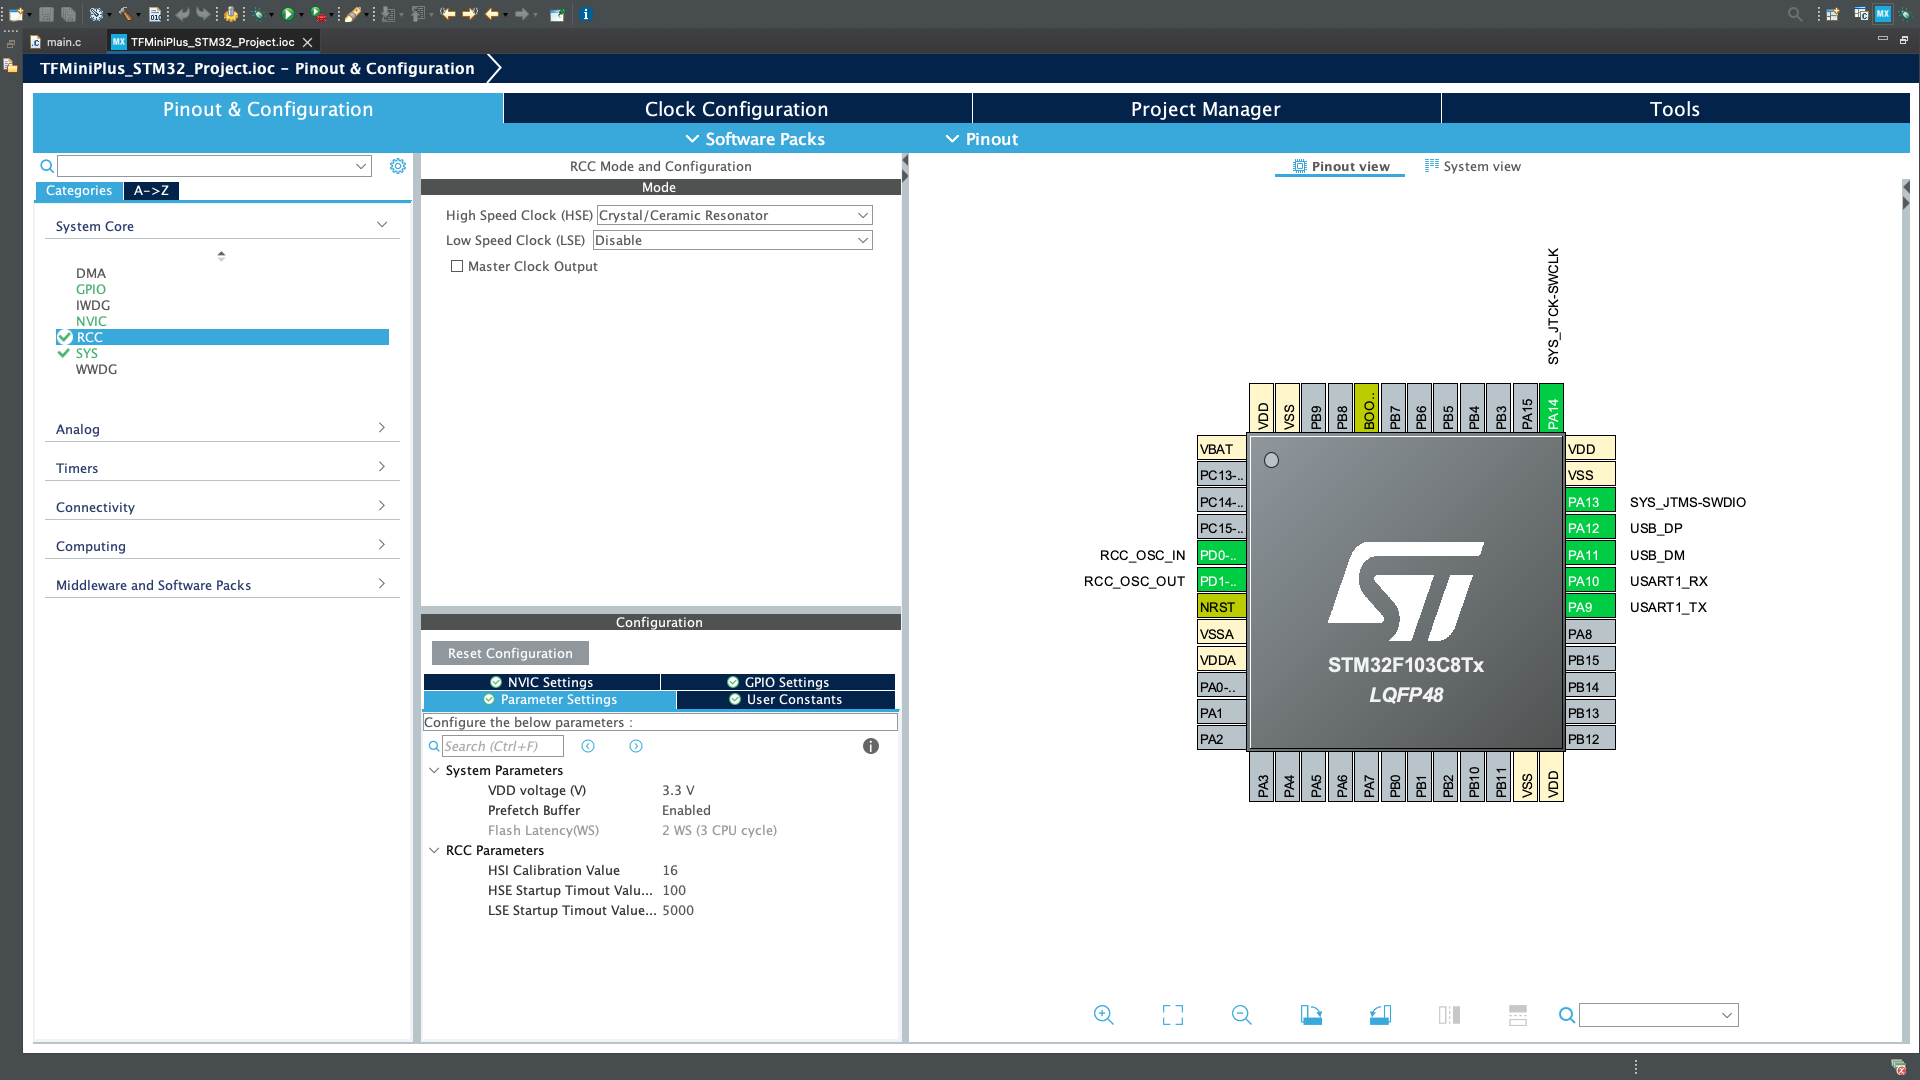 main.c
MX TFMiniPlus_STM32_Project.ioc
MX
TFMiniPlus_STM32_Project.ioc - Pinout & Configuration
Pinout & Configuration
Clock Configuration
Project Manager
Tools
Software Packs
Pinout
Categories
A->Z
System Core
DMA
GPIO
IWDG
NVIC
RCC
SYS
WWDG
Analog
Timers
Connectivity
Computing
Middleware and Software Packs
RCC Mode and Configuration
Mode
High Speed Clock (HSE) Crystal/Ceramic Resonator
Low Speed Clock (LSE) Disable
Master Clock Output
Configuration
Reset Configuration
NVIC Settings
GPIO Settings
Parameter Settings
User Constants
Configure the below parameters :
Search (Ctrl+F)
System Parameters
VDD voltage (V) 3.3 V
Prefetch Buffer Enabled
Flash Latency(WS) 2 WS (3 CPU cycle)
RCC Parameters
HSI Calibration Value 16
HSE Startup Timout Valu... 100
LSE Startup Timout Value... 5000
Pinout view
System view
SYS_JTCK-SWCLK
VDD
VSS
PB9
PB8
BOO..
PB7
PB6
PB5
PB4
PB3
PA15
PA14
VBAT
PC13-..
PC14-..
PC15-..
RCC_OSC_IN PD0-..
RCC_OSC_OUT PD1-..
NRST
VSSA
VDDA
PA0-..
PA1
PA2
STM32F103C8Tx
LQFP48
VDD
VSS
PA13 SYS_JTMS-SWDIO
PA12 USB_DP
PA11 USB_DM
PA10 USART1_RX
PA9 USART1_TX
PA8
PB15
PB14
PB13
PB12
PA3
PA4
PA5
PA6
PA7
PB0
PB1
PB2
PB10
PB11
VSS
VDD